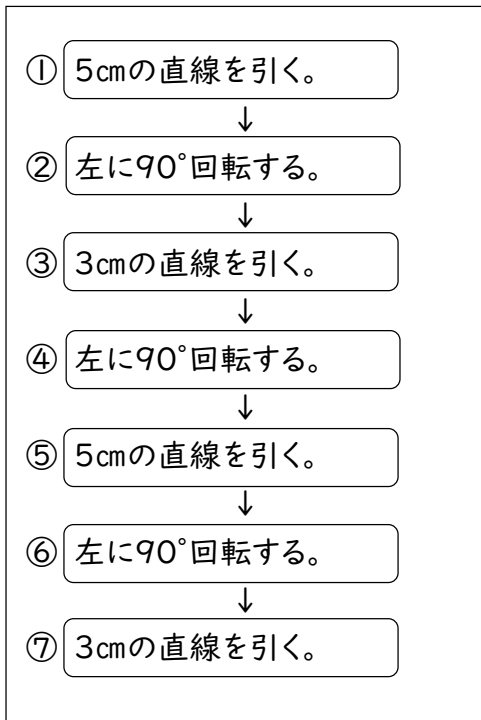 ① 5cmの直線を引く。
↓
② 左に90°回転する。
↓
③ 3cmの直線を引く。
↓
④ 左に90°回転する。
↓
⑤ 5cmの直線を引く。
↓
⑥ 左に90°回転する。
↓
⑦ 3cmの直線を引く。